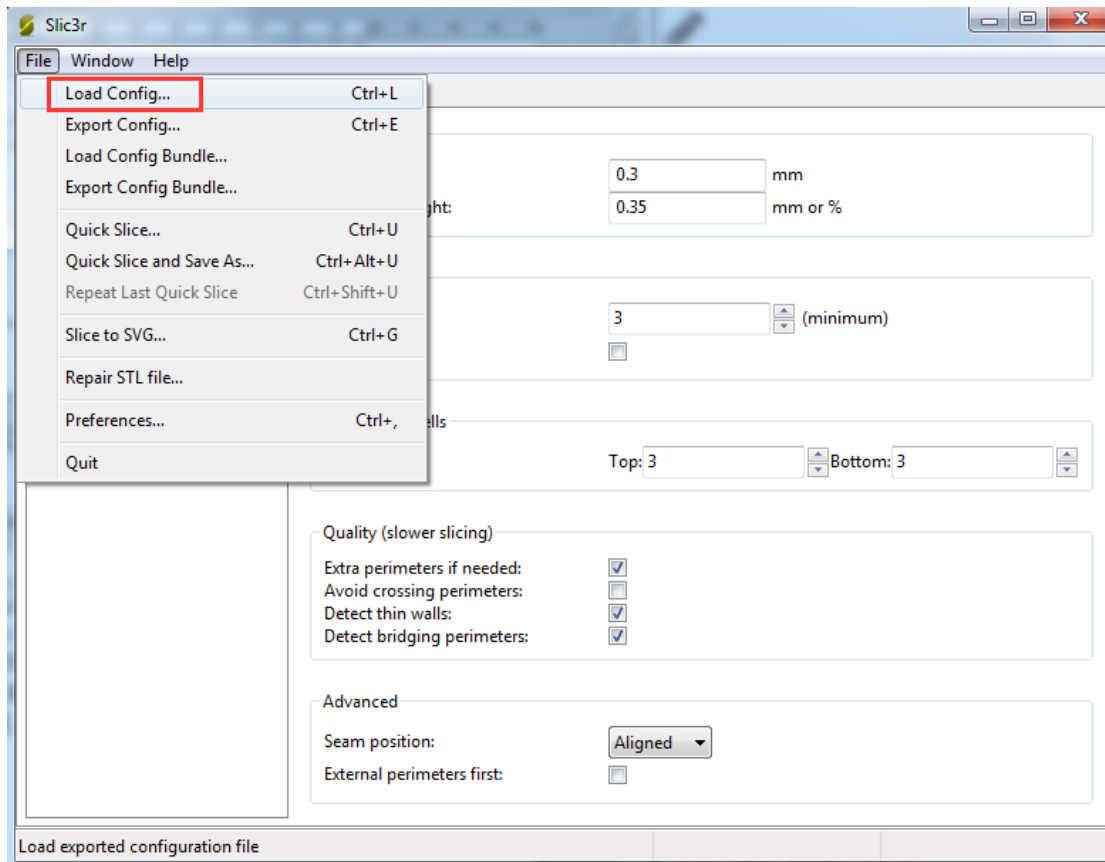 Slic3r
File Window Help
Load Config... Ctrl+L
Export Config... Ctrl+E
Load Config Bundle...
Export Config Bundle...
Quick Slice... Ctrl+U
Quick Slice and Save As... Ctrl+Alt+U
Repeat Last Quick Slice Ctrl+Shift+U
Slice to SVG... Ctrl+G
Repair STL file...
Preferences... Ctrl+,
Quit
0.3 mm
ght: 0.35 mm or %
3 (minimum)
ells
Top: 3 Bottom: 3
Quality (slower slicing)
Extra perimeters if needed:
Avoid crossing perimeters:
Detect thin walls:
Detect bridging perimeters:
Advanced
Seam position: Aligned
External perimeters first:
Load exported configuration file